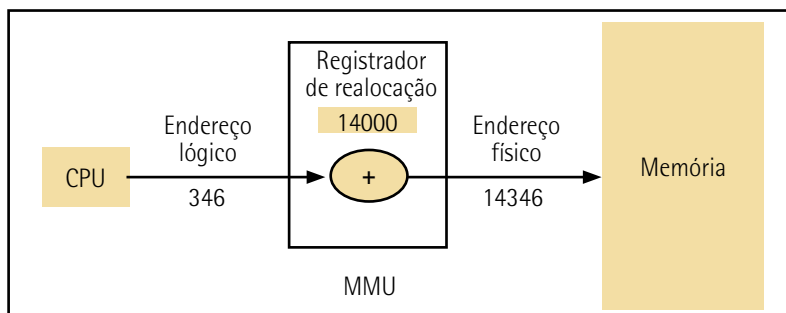 Registrador
de realocação
14000
Endereço
lógico
Endereço
físico
CPU
+
Memória
346
14346
MMU